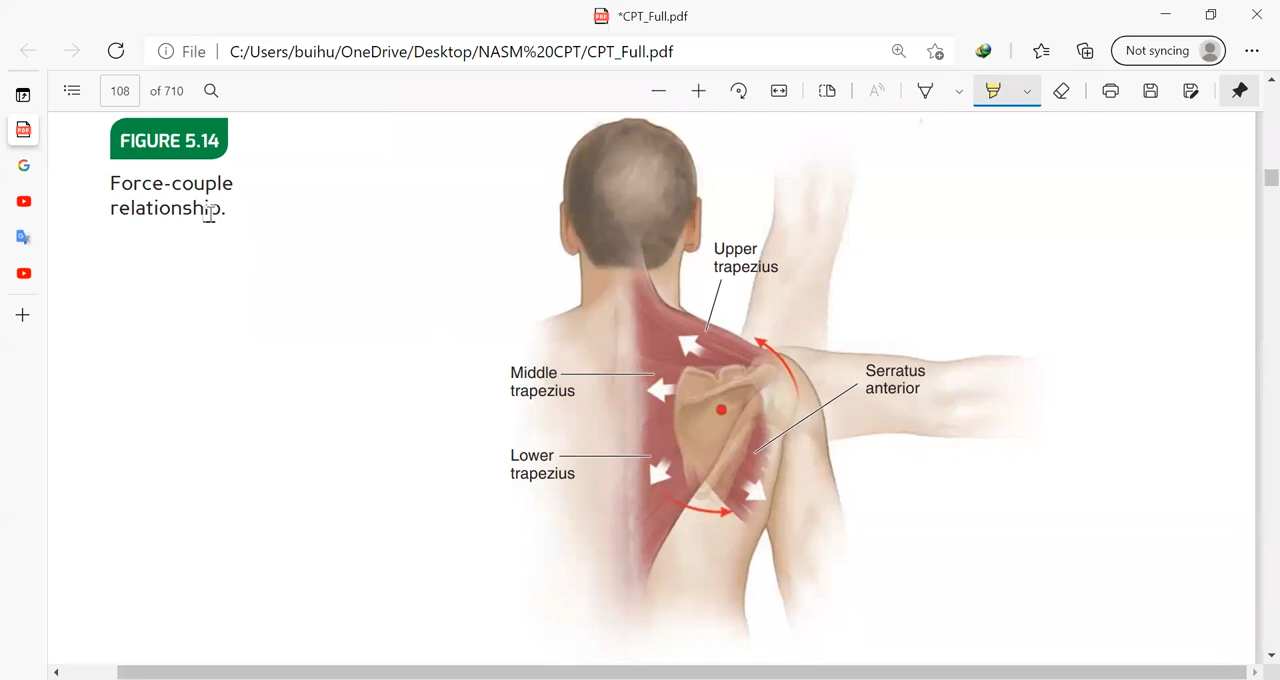 *CPT_Full.pdf
File | C:/Users/buihu/OneDrive/Desktop/NASM%20CPT/CPT_Full.pdf
Not syncing
108 of 710
FIGURE 5.14
Force-couple
relationship.
Upper
trapezius
Middle
trapezius
Serratus
anterior
Lower
trapezius